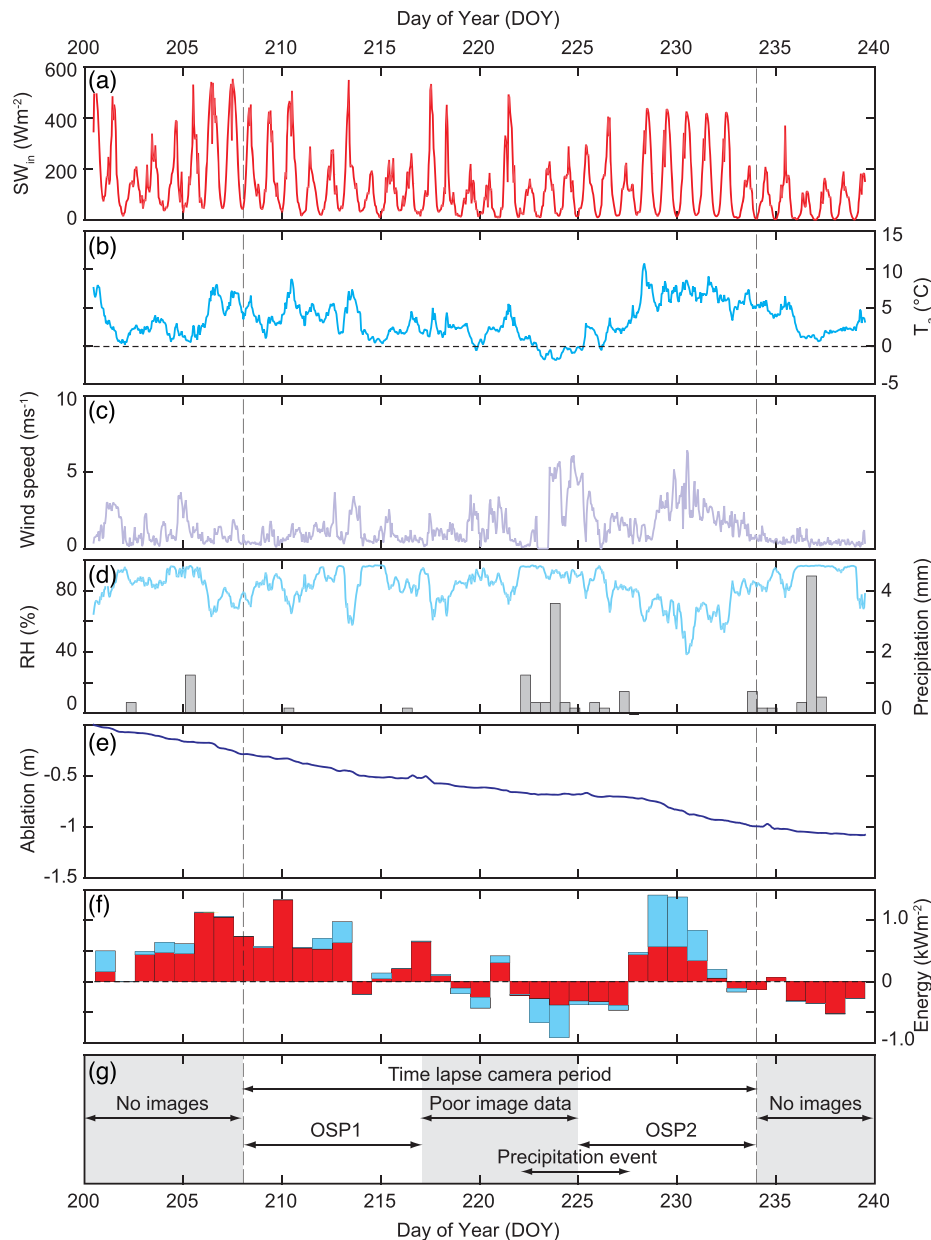 Day of Year (DOY)
200 205 210 215 220 225 230 235 240
(a)
SWin (Wm-2)
600
400
200
0
(b)
Ta (°C)
15
10
5
0
-5
(c)
Wind speed (ms-1)
10
5
0
(d)
RH (%)
80
40
0
Precipitation (mm)
4
2
0
(e)
Ablation (m)
-0.5
-1
-1.5
(f)
Energy (kWm-2)
1.0
0
-1.0
(g)
Time lapse camera period
No images Poor image data No images
OSP1 OSP2
Precipitation event
200 205 210 215 220 225 230 235 240
Day of Year (DOY)